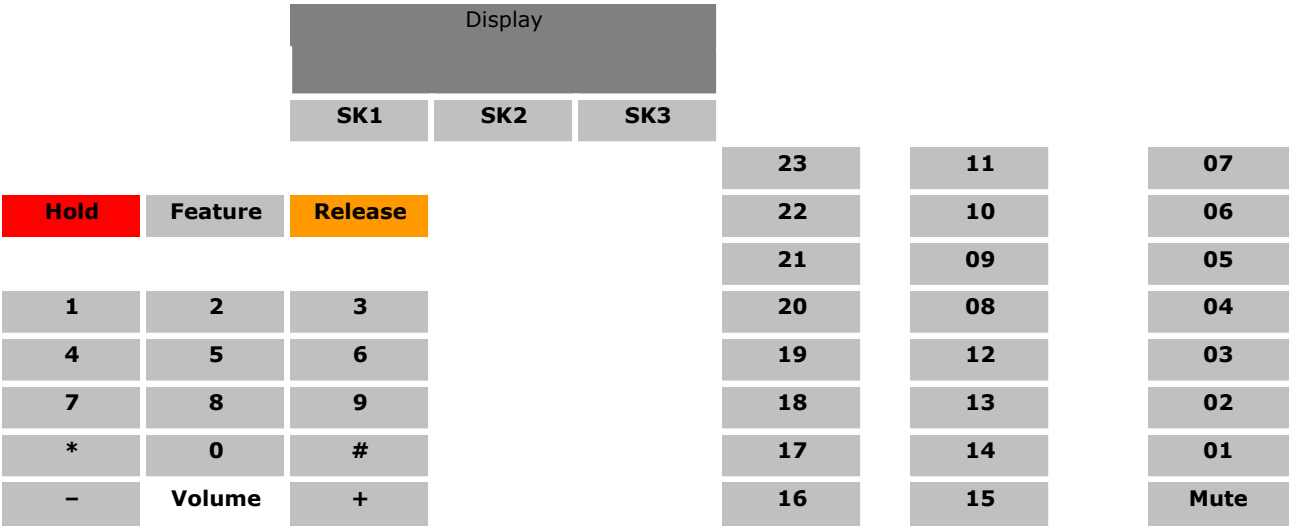 Display
SK1 SK2 SK3
23 11 07
Hold Feature Release 22 10 06
21 09 05
1 2 3 20 08 04
4 5 6 19 12 03
7 8 9 18 13 02
* 0 # 17 14 01
– Volume + 16 15 Mute